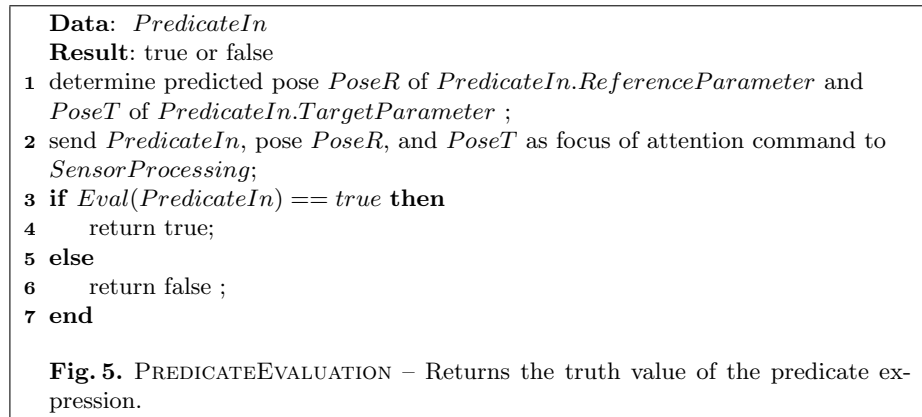 Data: PredicateIn
Result: true or false
1 determine predicted pose PoseR of PredicateIn.ReferenceParameter and
PoseT of PredicateIn.TargetParameter ;
2 send PredicateIn, pose PoseR, and PoseT as focus of attention command to
SensorProcessing;
3 if Eval(PredicateIn) == true then
4 return true;
5 else
6 return false ;
7 end
Fig. 5. PREDICATEEVALUATION – Returns the truth value of the predicate ex-
pression.